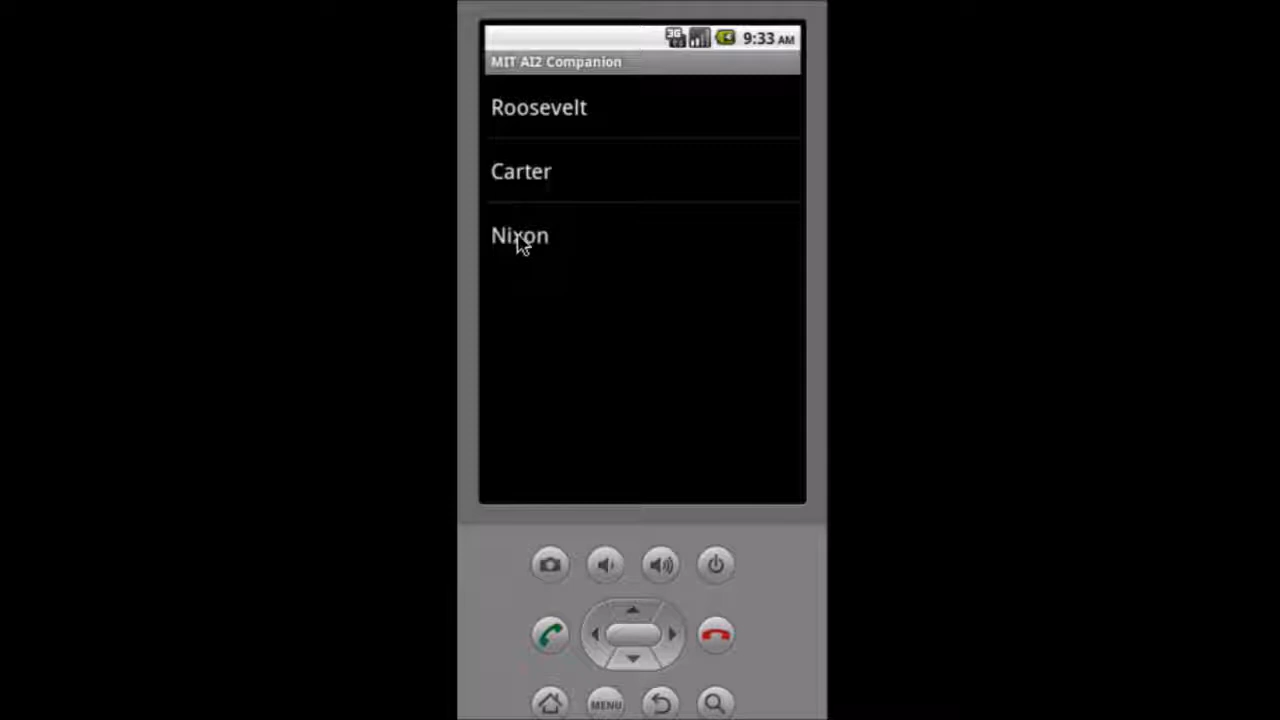 9:33 AM
MIT AI2 Companion
Roosevelt
Carter
Nixon
MENU